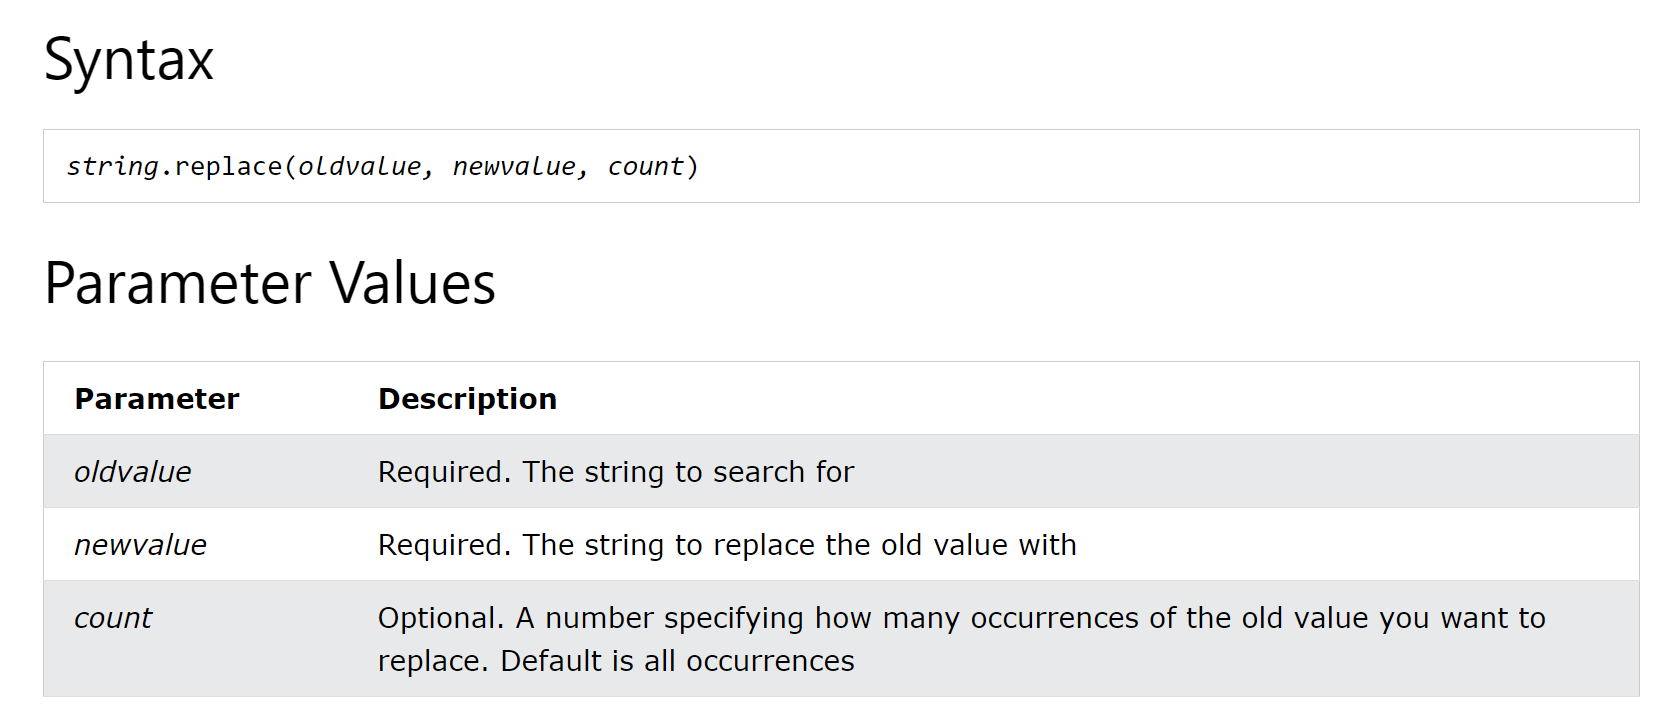 Syntax
string.replace(oldvalue, newvalue, count)
Parameter Values
Parameter Description
oldvalue Required. The string to search for
newvalue Required. The string to replace the old value with
count Optional. A number specifying how many occurrences of the old value you want to
replace. Default is all occurrences